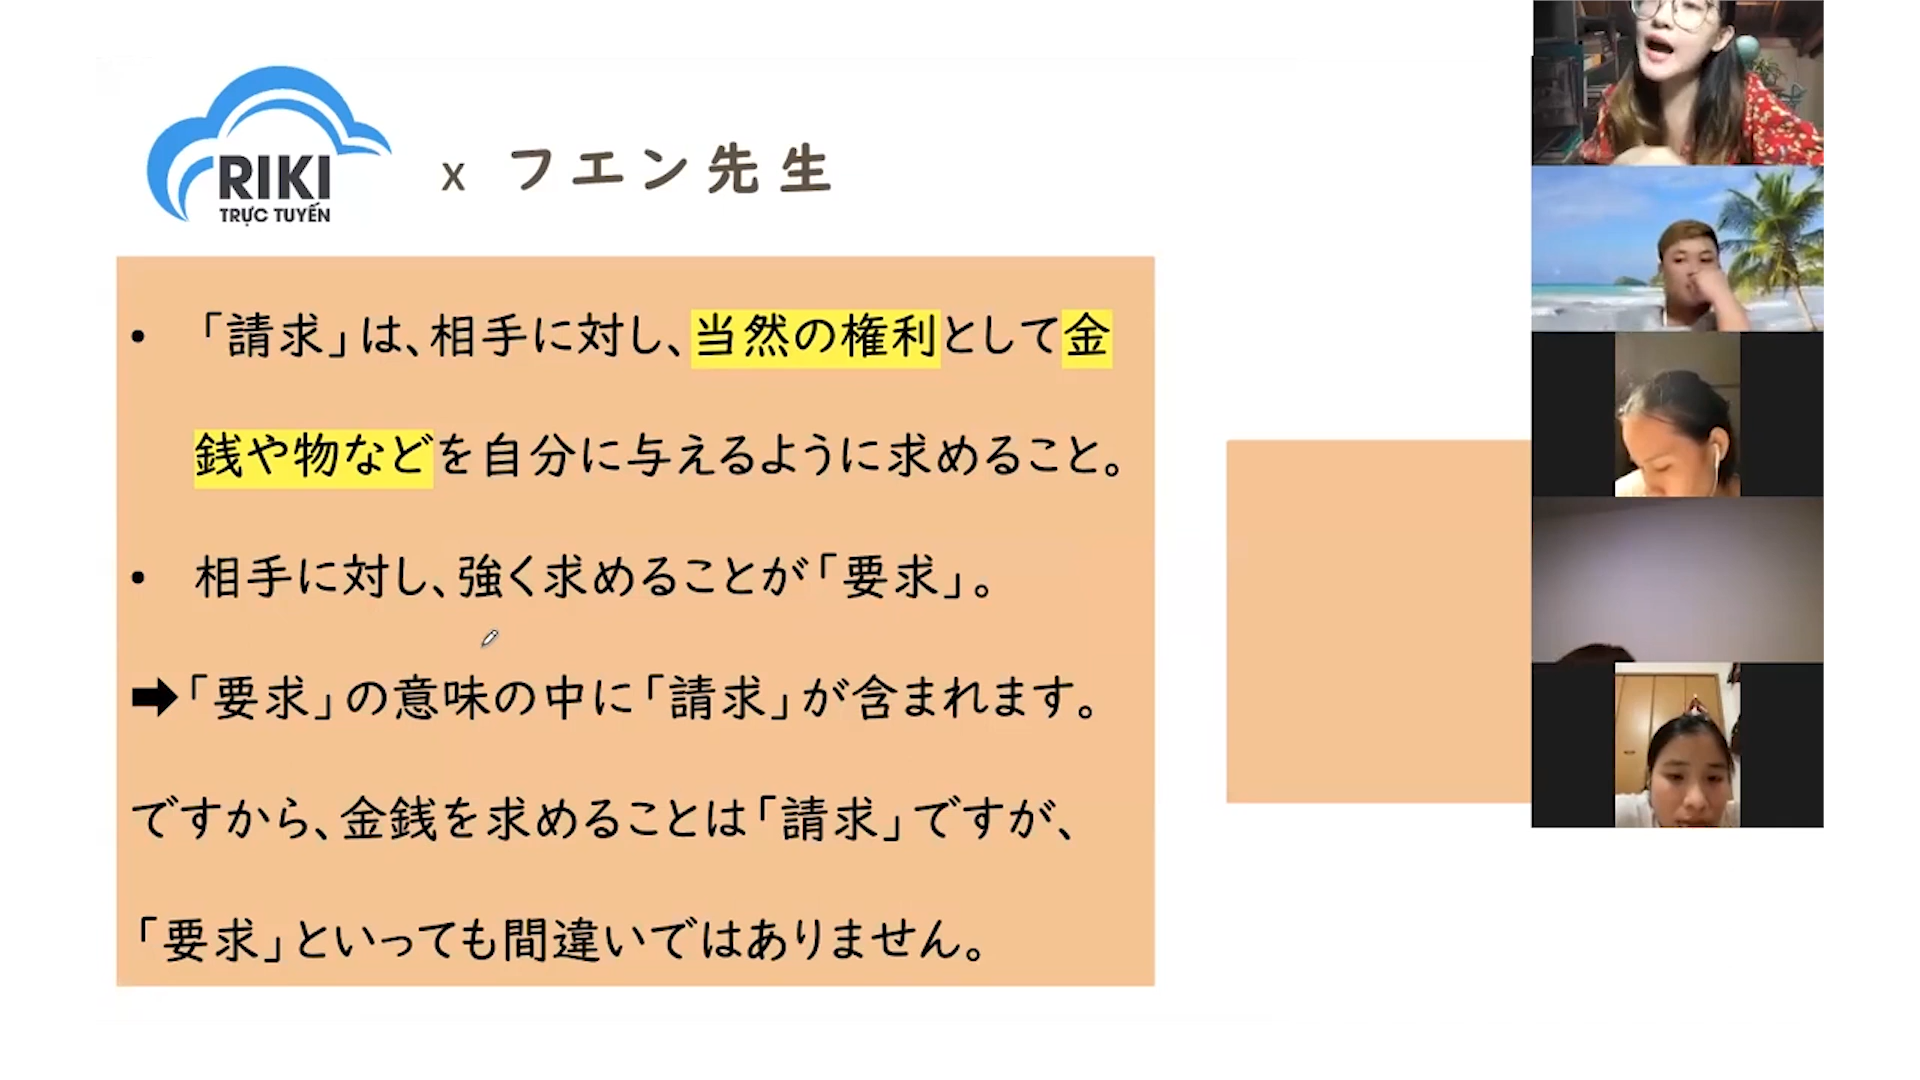 RIKI
TRỰC TUYẾN
x フエン先生
• 「請求」は、相手に対し、当然の権利として金
銭や物などを自分に与えるように求めること。
• 相手に対し、強く求めることが「要求」。
➡「要求」の意味の中に「請求」が含まれます。
ですから、金銭を求めることは「請求」ですが、
「要求」といっても間違いではありません。